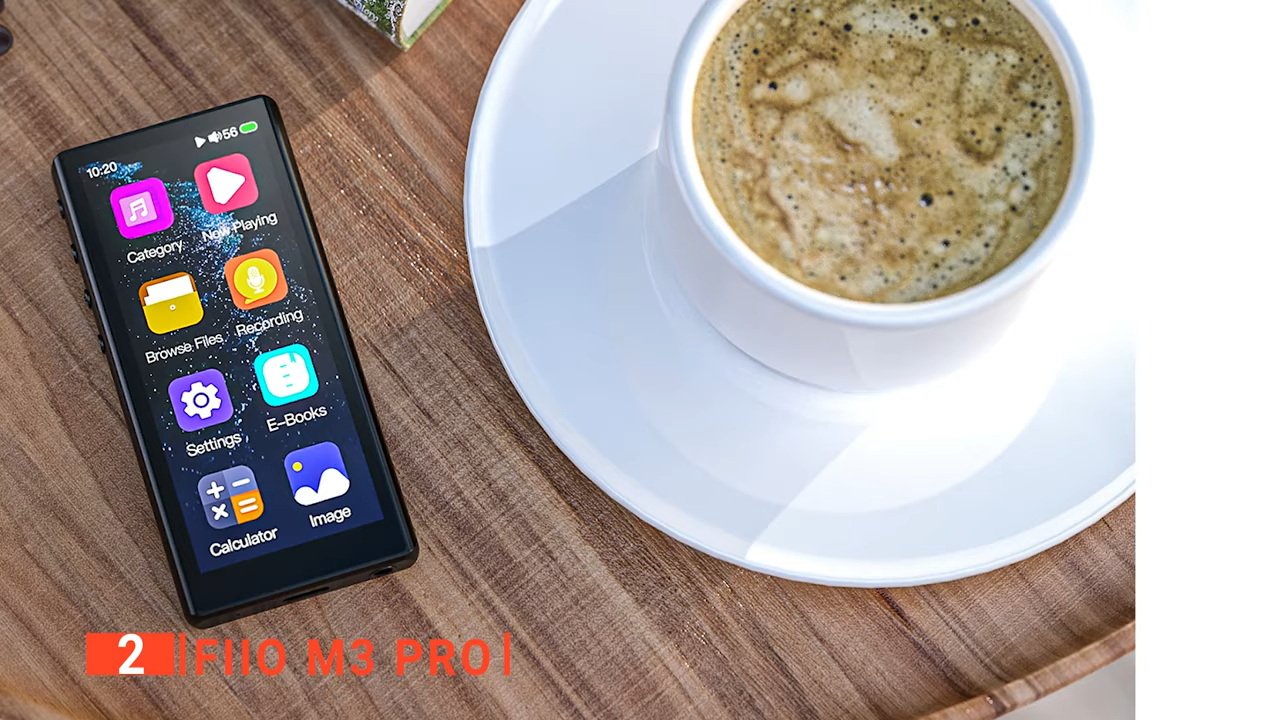 56
10:20
Category
Now Playing
Browse Files
Recording
Settings
E-Books
Calculator
Image
2 FIIO M3 PRO